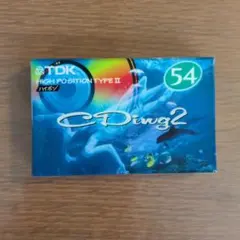 TDK
54
HIGH POSITION TYPE II
ハイポジ
CDing2